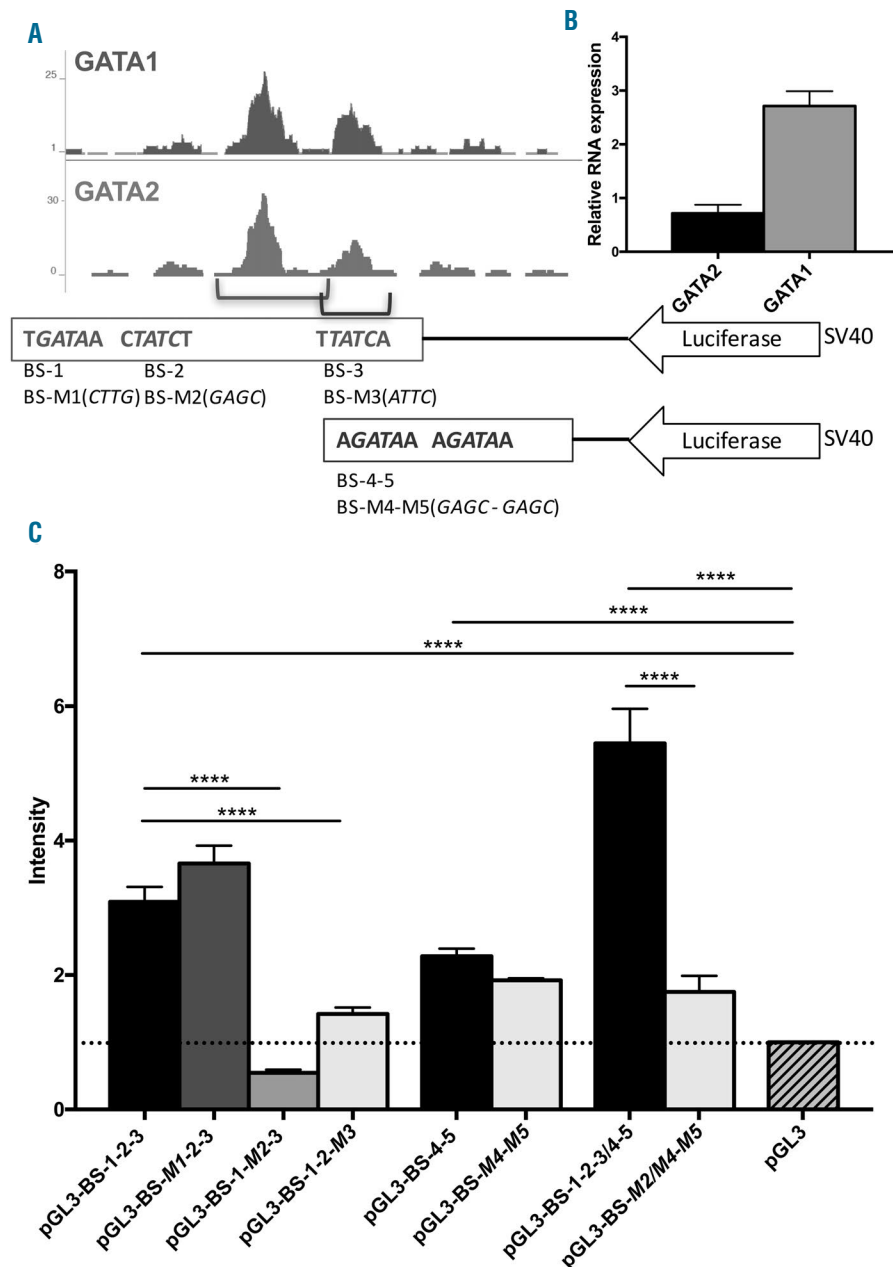 A
GATA1
25
1
GATA2
30
0
B
Relative RNA expression
4
3
2
1
0
GATA2
GATA1
TGATAA CTATCT TTATCA
Luciferase
SV40
BS-1 BS-2 BS-3
BS-M1(CTTG) BS-M2(GAGC) BS-M3(ATTC)
AGATAA AGATAA
Luciferase
SV40
BS-4-5
BS-M4-M5(GAGC - GAGC)
C
Intensity
8
6
4
2
0
****
****
****
****
****
****
pGL3-BS-1-2-3
pGL3-BS-M1-2-3
pGL3-BS-1-M2-3
pGL3-BS-1-2-M3
pGL3-BS-4-5
pGL3-BS-M4-M5
pGL3-BS-1-2-3/4-5
pGL3-BS-M2/M4-M5
pGL3